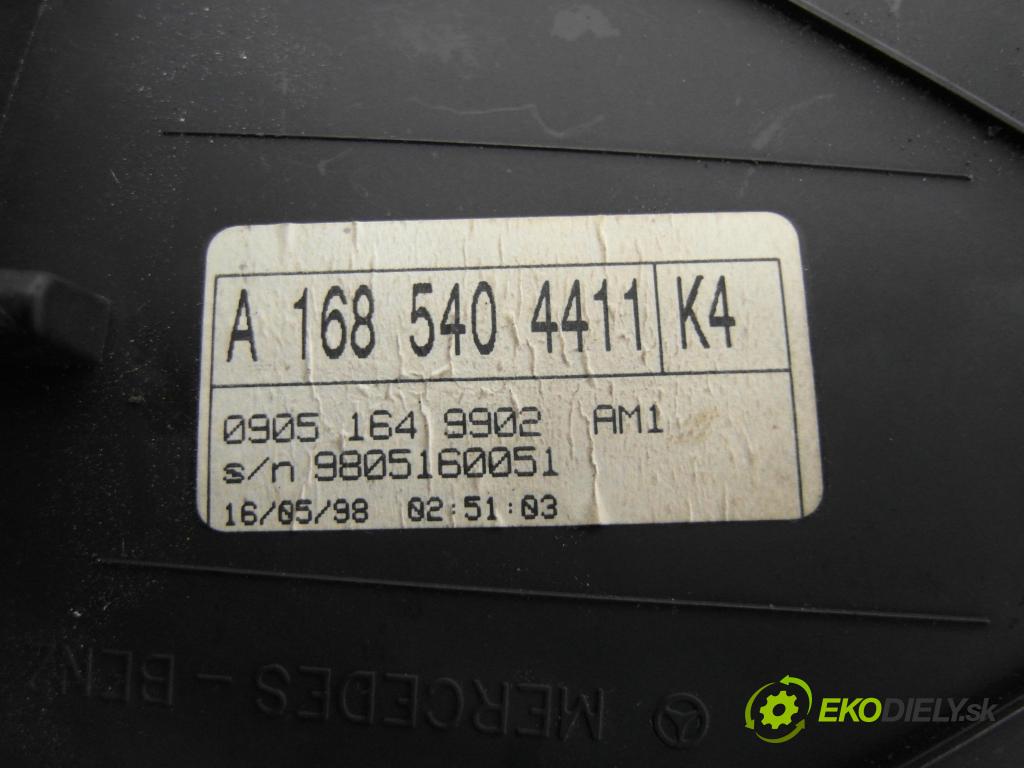 A 168 540 4411 K4
0905 164 9902 AM1
s/n 9805160051
16/05/98 02:51:03
MERCEDES-BENZ
EKODIELY.sk